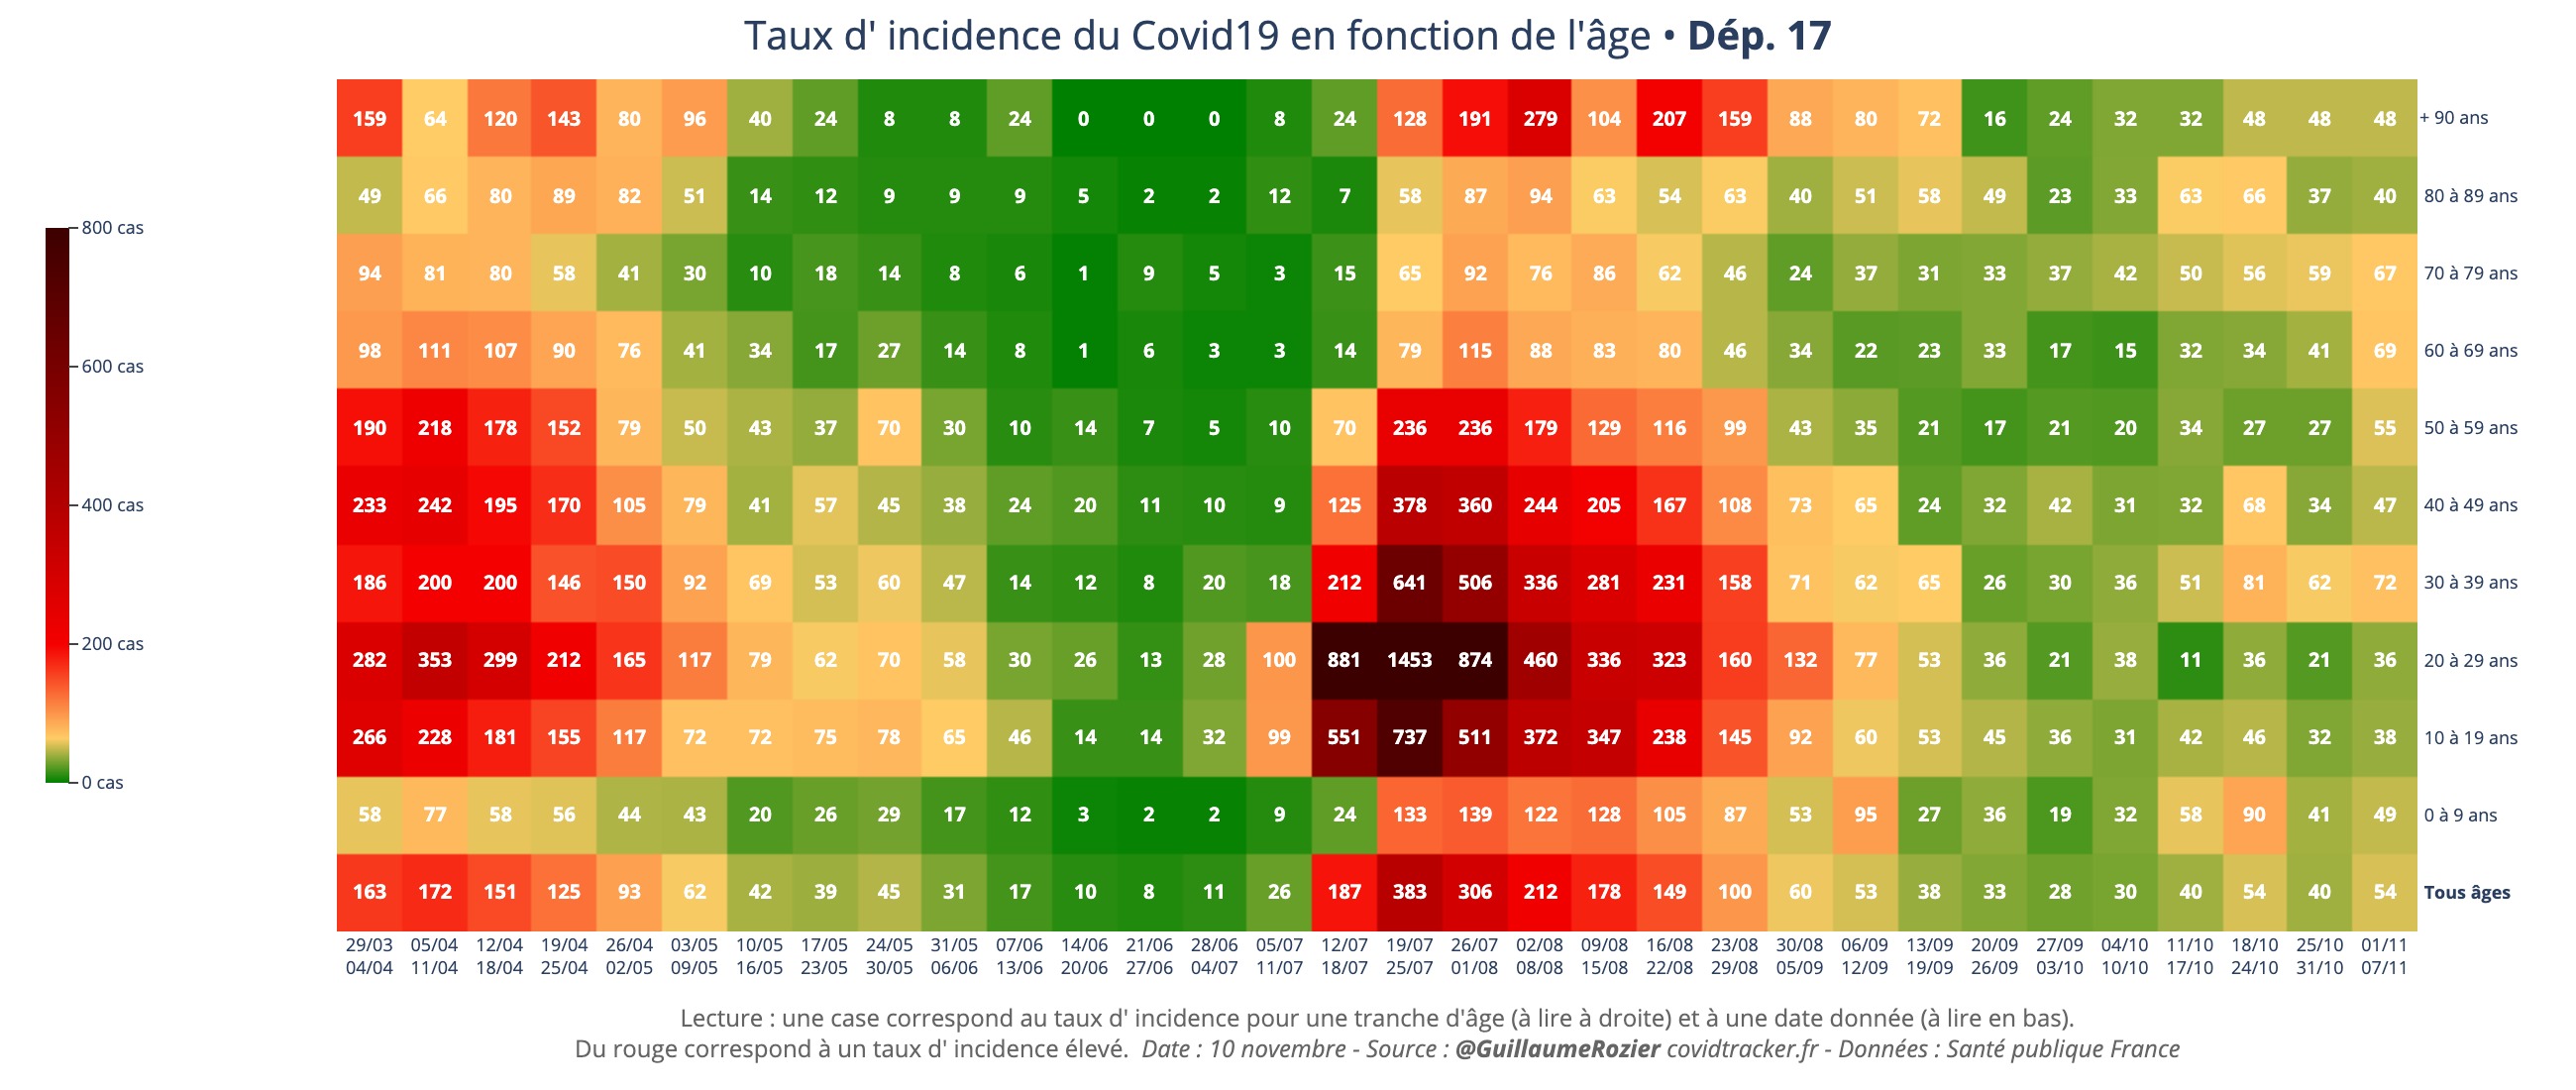 Taux d' incidence du Covid19 en fonction de l'âge • Dép. 17
800 cas
600 cas
400 cas
200 cas
0 cas
159 64 120 143 80 96 40 24 8 8 24 0 0 0 8 24 128 191 279 104 207 159 88 80 72 16 24 32 32 48 48 48 + 90 ans
49 66 80 89 82 51 14 12 9 9 9 5 2 2 12 7 58 87 94 63 54 63 40 51 58 49 23 33 63 66 37 40 80 à 89 ans
94 81 80 58 41 30 10 18 14 8 6 1 9 5 3 15 65 92 76 86 62 46 24 37 31 33 37 42 50 56 59 67 70 à 79 ans
98 111 107 90 76 41 34 17 27 14 8 1 6 3 3 14 79 115 88 83 80 46 34 22 23 33 17 15 32 34 41 69 60 à 69 ans
190 218 178 152 79 50 43 37 70 30 10 14 7 5 10 70 236 236 179 129 116 99 43 35 21 17 21 20 34 27 27 55 50 à 59 ans
233 242 195 170 105 79 41 57 45 38 24 20 11 10 9 125 378 360 244 205 167 108 73 65 24 32 42 31 32 68 34 47 40 à 49 ans
186 200 200 146 150 92 69 53 60 47 14 12 8 20 18 212 641 506 336 281 231 158 71 62 65 26 30 36 51 81 62 72 30 à 39 ans
282 353 299 212 165 117 79 62 70 58 30 26 13 28 100 881 1453 874 460 336 323 160 132 77 53 36 21 38 11 36 21 36 20 à 29 ans
266 228 181 155 117 72 72 75 78 65 46 14 14 32 99 551 737 511 372 347 238 145 92 60 53 45 36 31 42 46 32 38 10 à 19 ans
58 77 58 56 44 43 20 26 29 17 12 3 2 2 9 24 133 139 122 128 105 87 53 95 27 36 19 32 58 90 41 49 0 à 9 ans
163 172 151 125 93 62 42 39 45 31 17 10 8 11 26 187 383 306 212 178 149 100 60 53 38 33 28 30 40 54 40 54 Tous âges
29/03 05/04 12/04 19/04 26/04 03/05 10/05 17/05 24/05 31/05 07/06 14/06 21/06 28/06 05/07 12/07 19/07 26/07 02/08 09/08 16/08 23/08 30/08 06/09 13/09 20/09 27/09 04/10 11/10 18/10 25/10 01/11
04/04 11/04 18/04 25/04 02/05 09/05 16/05 23/05 30/05 06/06 13/06 20/06 27/06 04/07 11/07 18/07 25/07 01/08 08/08 15/08 22/08 29/08 05/09 12/09 19/09 26/09 03/10 10/10 17/10 24/10 31/10 07/11
Lecture : une case correspond au taux d' incidence pour une tranche d'âge (à lire à droite) et à une date donnée (à lire en bas).
Du rouge correspond à un taux d' incidence élevé. Date : 10 novembre - Source : @GuillaumeRozier covidtracker.fr - Données : Santé publique France